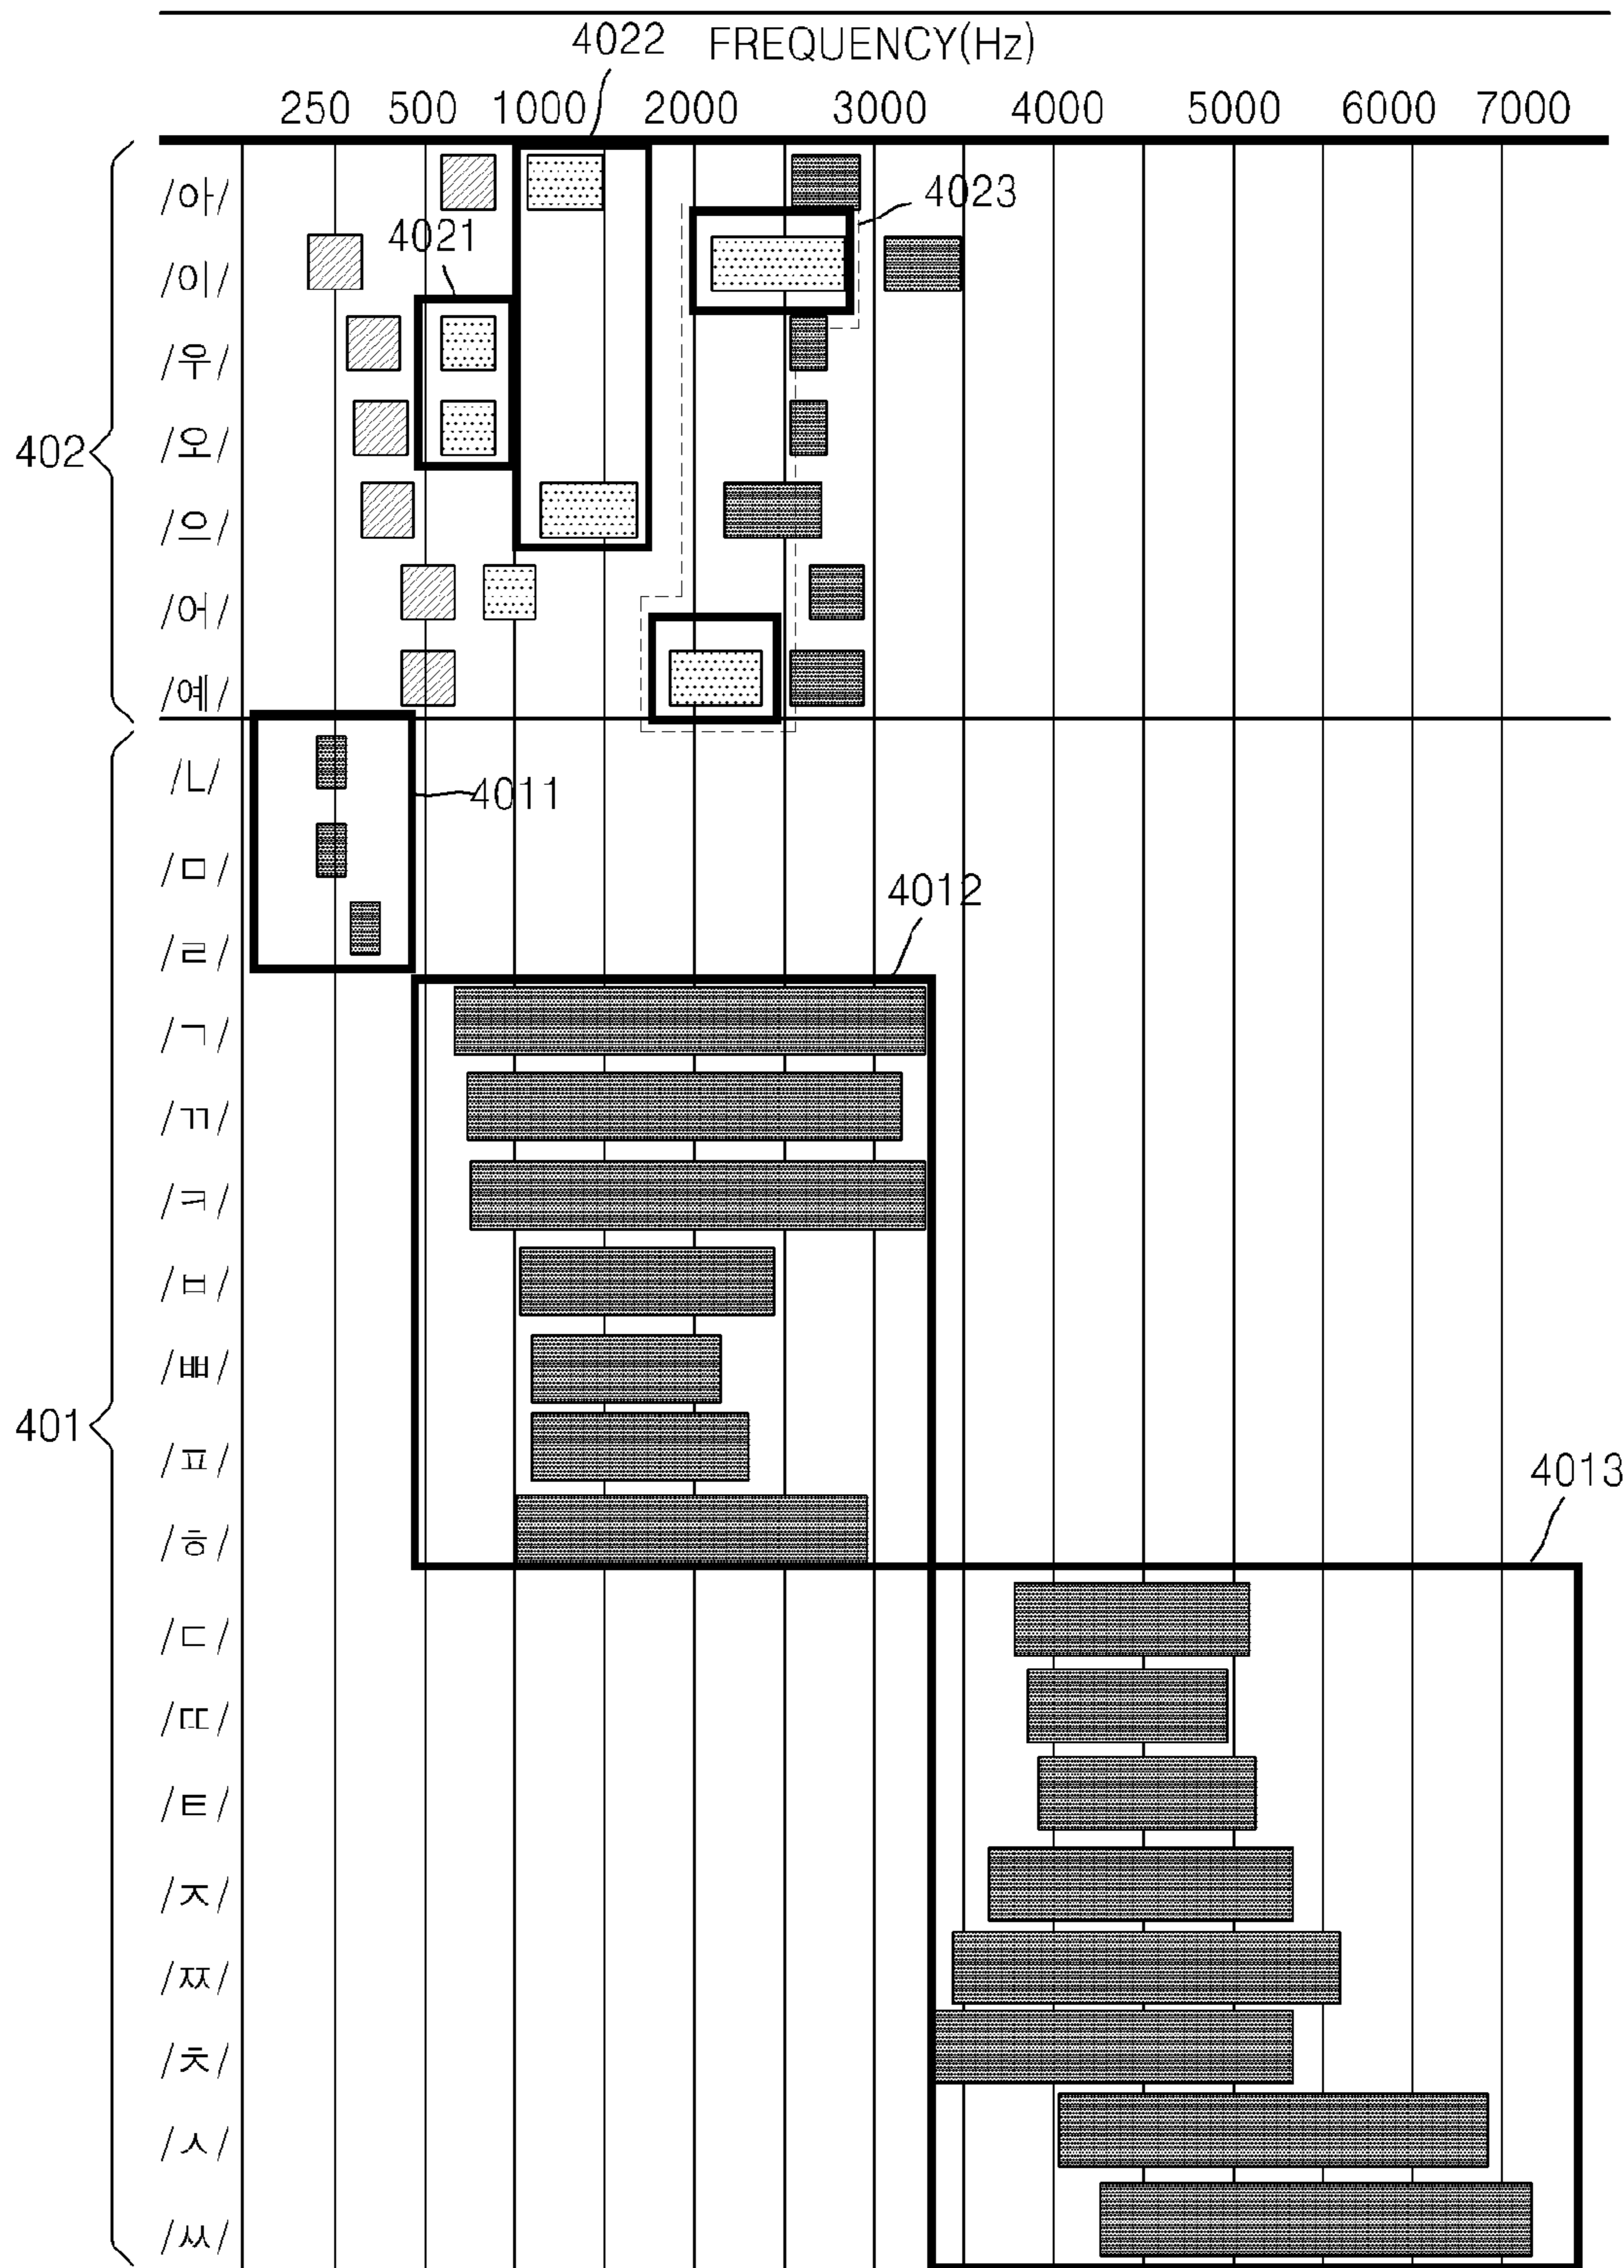 4022 FREQUENCY(Hz)
250 500 1000 2000 3000 4000 5000 6000 7000
/아/
4023
4021
/이/
/우/
402
/오/
/으/
/어/
/예/
/ㄴ/
4011
/ㅁ/
4012
/ㄹ/
/ㄱ/
/ㄲ/
/ㅋ/
/ㅂ/
/ㅃ/
401
/ㅍ/
4013
/ㅎ/
/ㄷ/
/ㄸ/
/ㅌ/
/ㅈ/
/ㅉ/
/ㅊ/
/ㅅ/
/ㅆ/